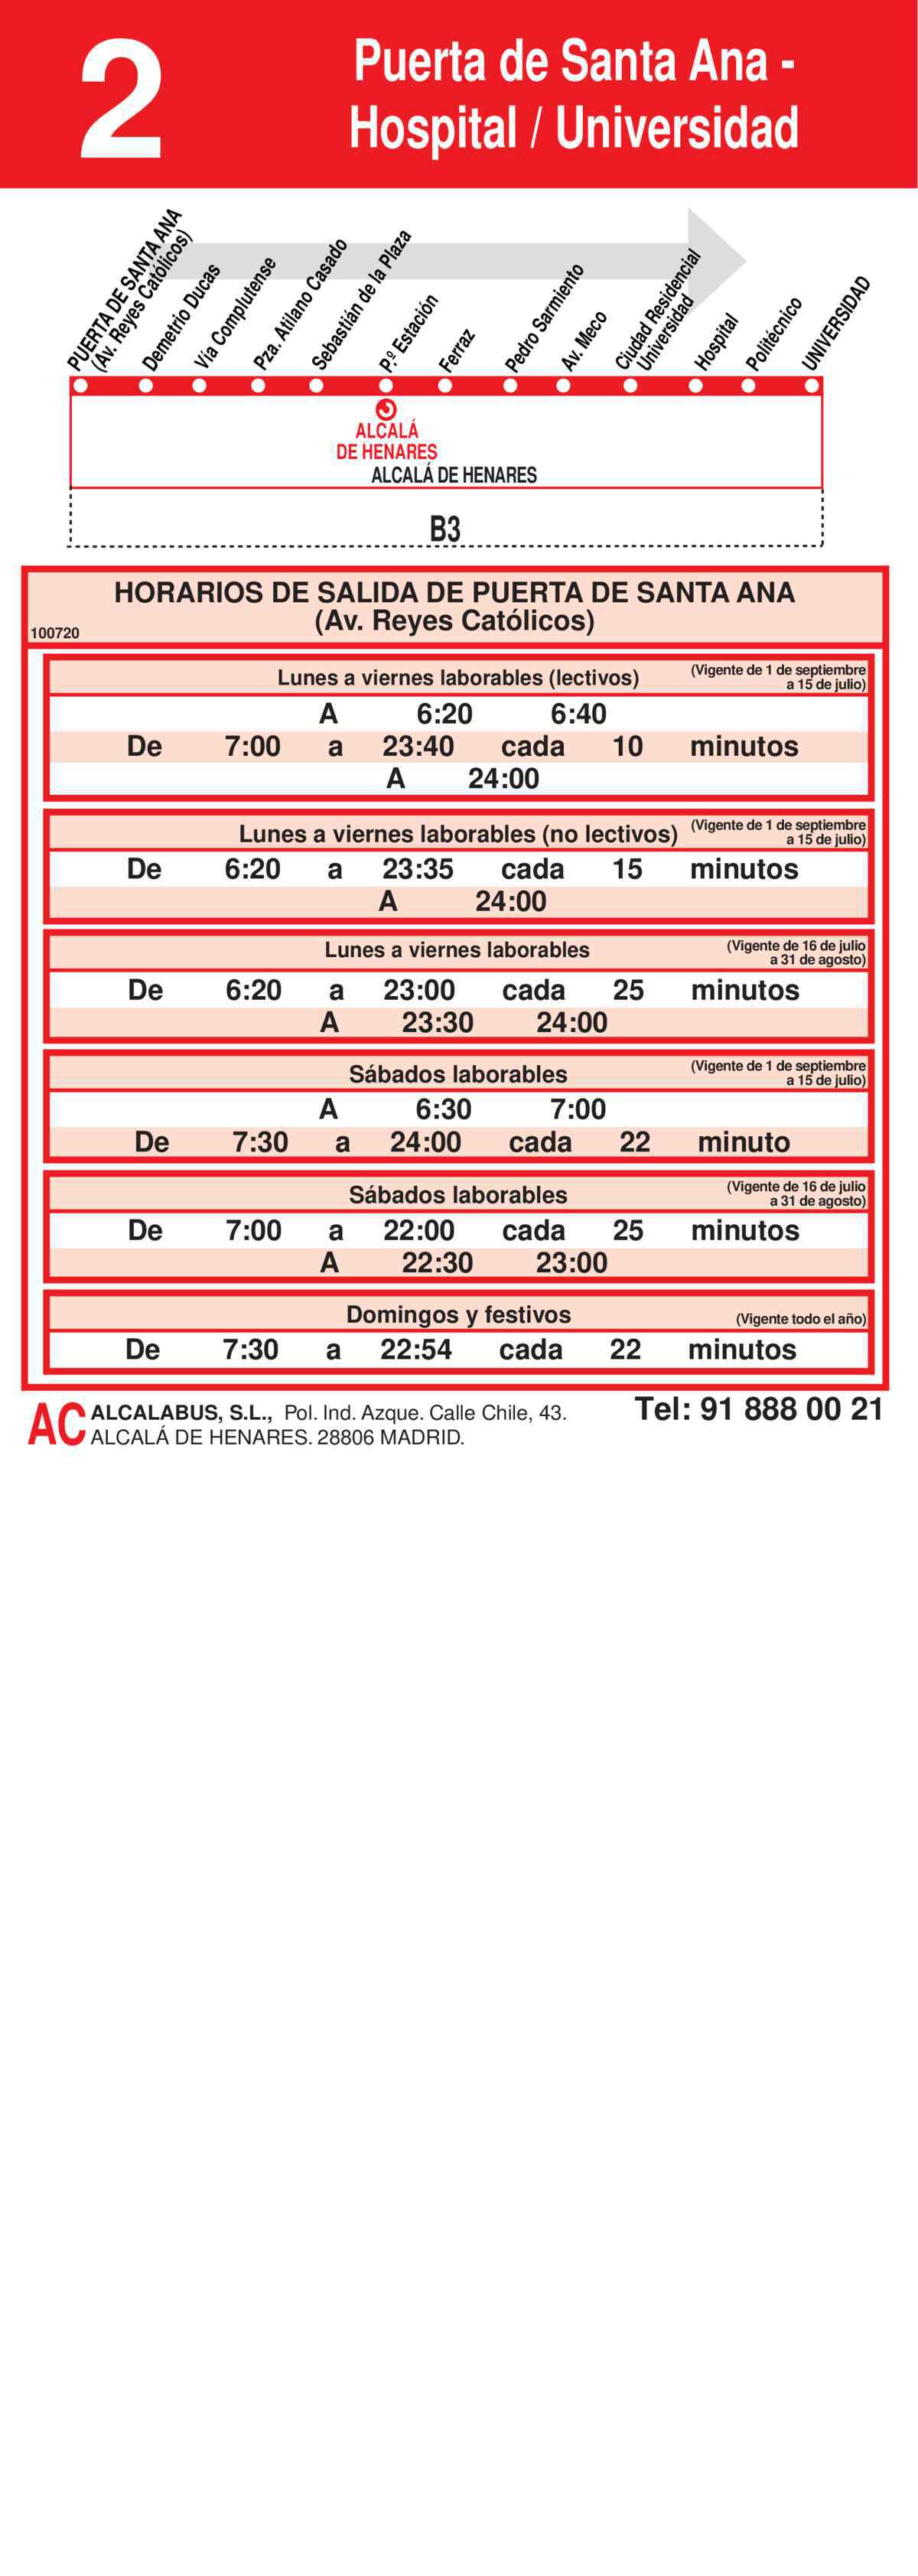 2
Puerta de Santa Ana -
Hospital / Universidad
PUERTA DE SANTA ANA
(Av. Reyes Católicos)
Demetrio Ducas
Vía Complutense
Pza. Atilano Casado
Sebastián de la Plaza
P.º Estación
Ferraz
Pedro Sarmiento
Av. Meco
Ciudad Residencial
Universidad
Hospital
Politécnico
UNIVERSIDAD
ALCALÁ
DE HENARES
ALCALÁ DE HENARES
B3
HORARIOS DE SALIDA DE PUERTA DE SANTA ANA
(Av. Reyes Católicos)
100720
Lunes a viernes laborables (lectivos) (Vigente de 1 de septiembre
a 15 de julio)
A 6:20 6:40
De 7:00 a 23:40 cada 10 minutos
A 24:00
Lunes a viernes laborables (no lectivos) (Vigente de 1 de septiembre
a 15 de julio)
De 6:20 a 23:35 cada 15 minutos
A 24:00
Lunes a viernes laborables (Vigente de 16 de julio
a 31 de agosto)
De 6:20 a 23:00 cada 25 minutos
A 23:30 24:00
Sábados laborables (Vigente de 1 de septiembre
a 15 de julio)
A 6:30 7:00
De 7:30 a 24:00 cada 22 minuto
Sábados laborables (Vigente de 16 de julio
a 31 de agosto)
De 7:00 a 22:00 cada 25 minutos
A 22:30 23:00
Domingos y festivos (Vigente todo el año)
De 7:30 a 22:54 cada 22 minutos
AC ALCALABUS, S.L., Pol. Ind. Azque. Calle Chile, 43. Tel: 91 888 00 21
ALCALÁ DE HENARES. 28806 MADRID.